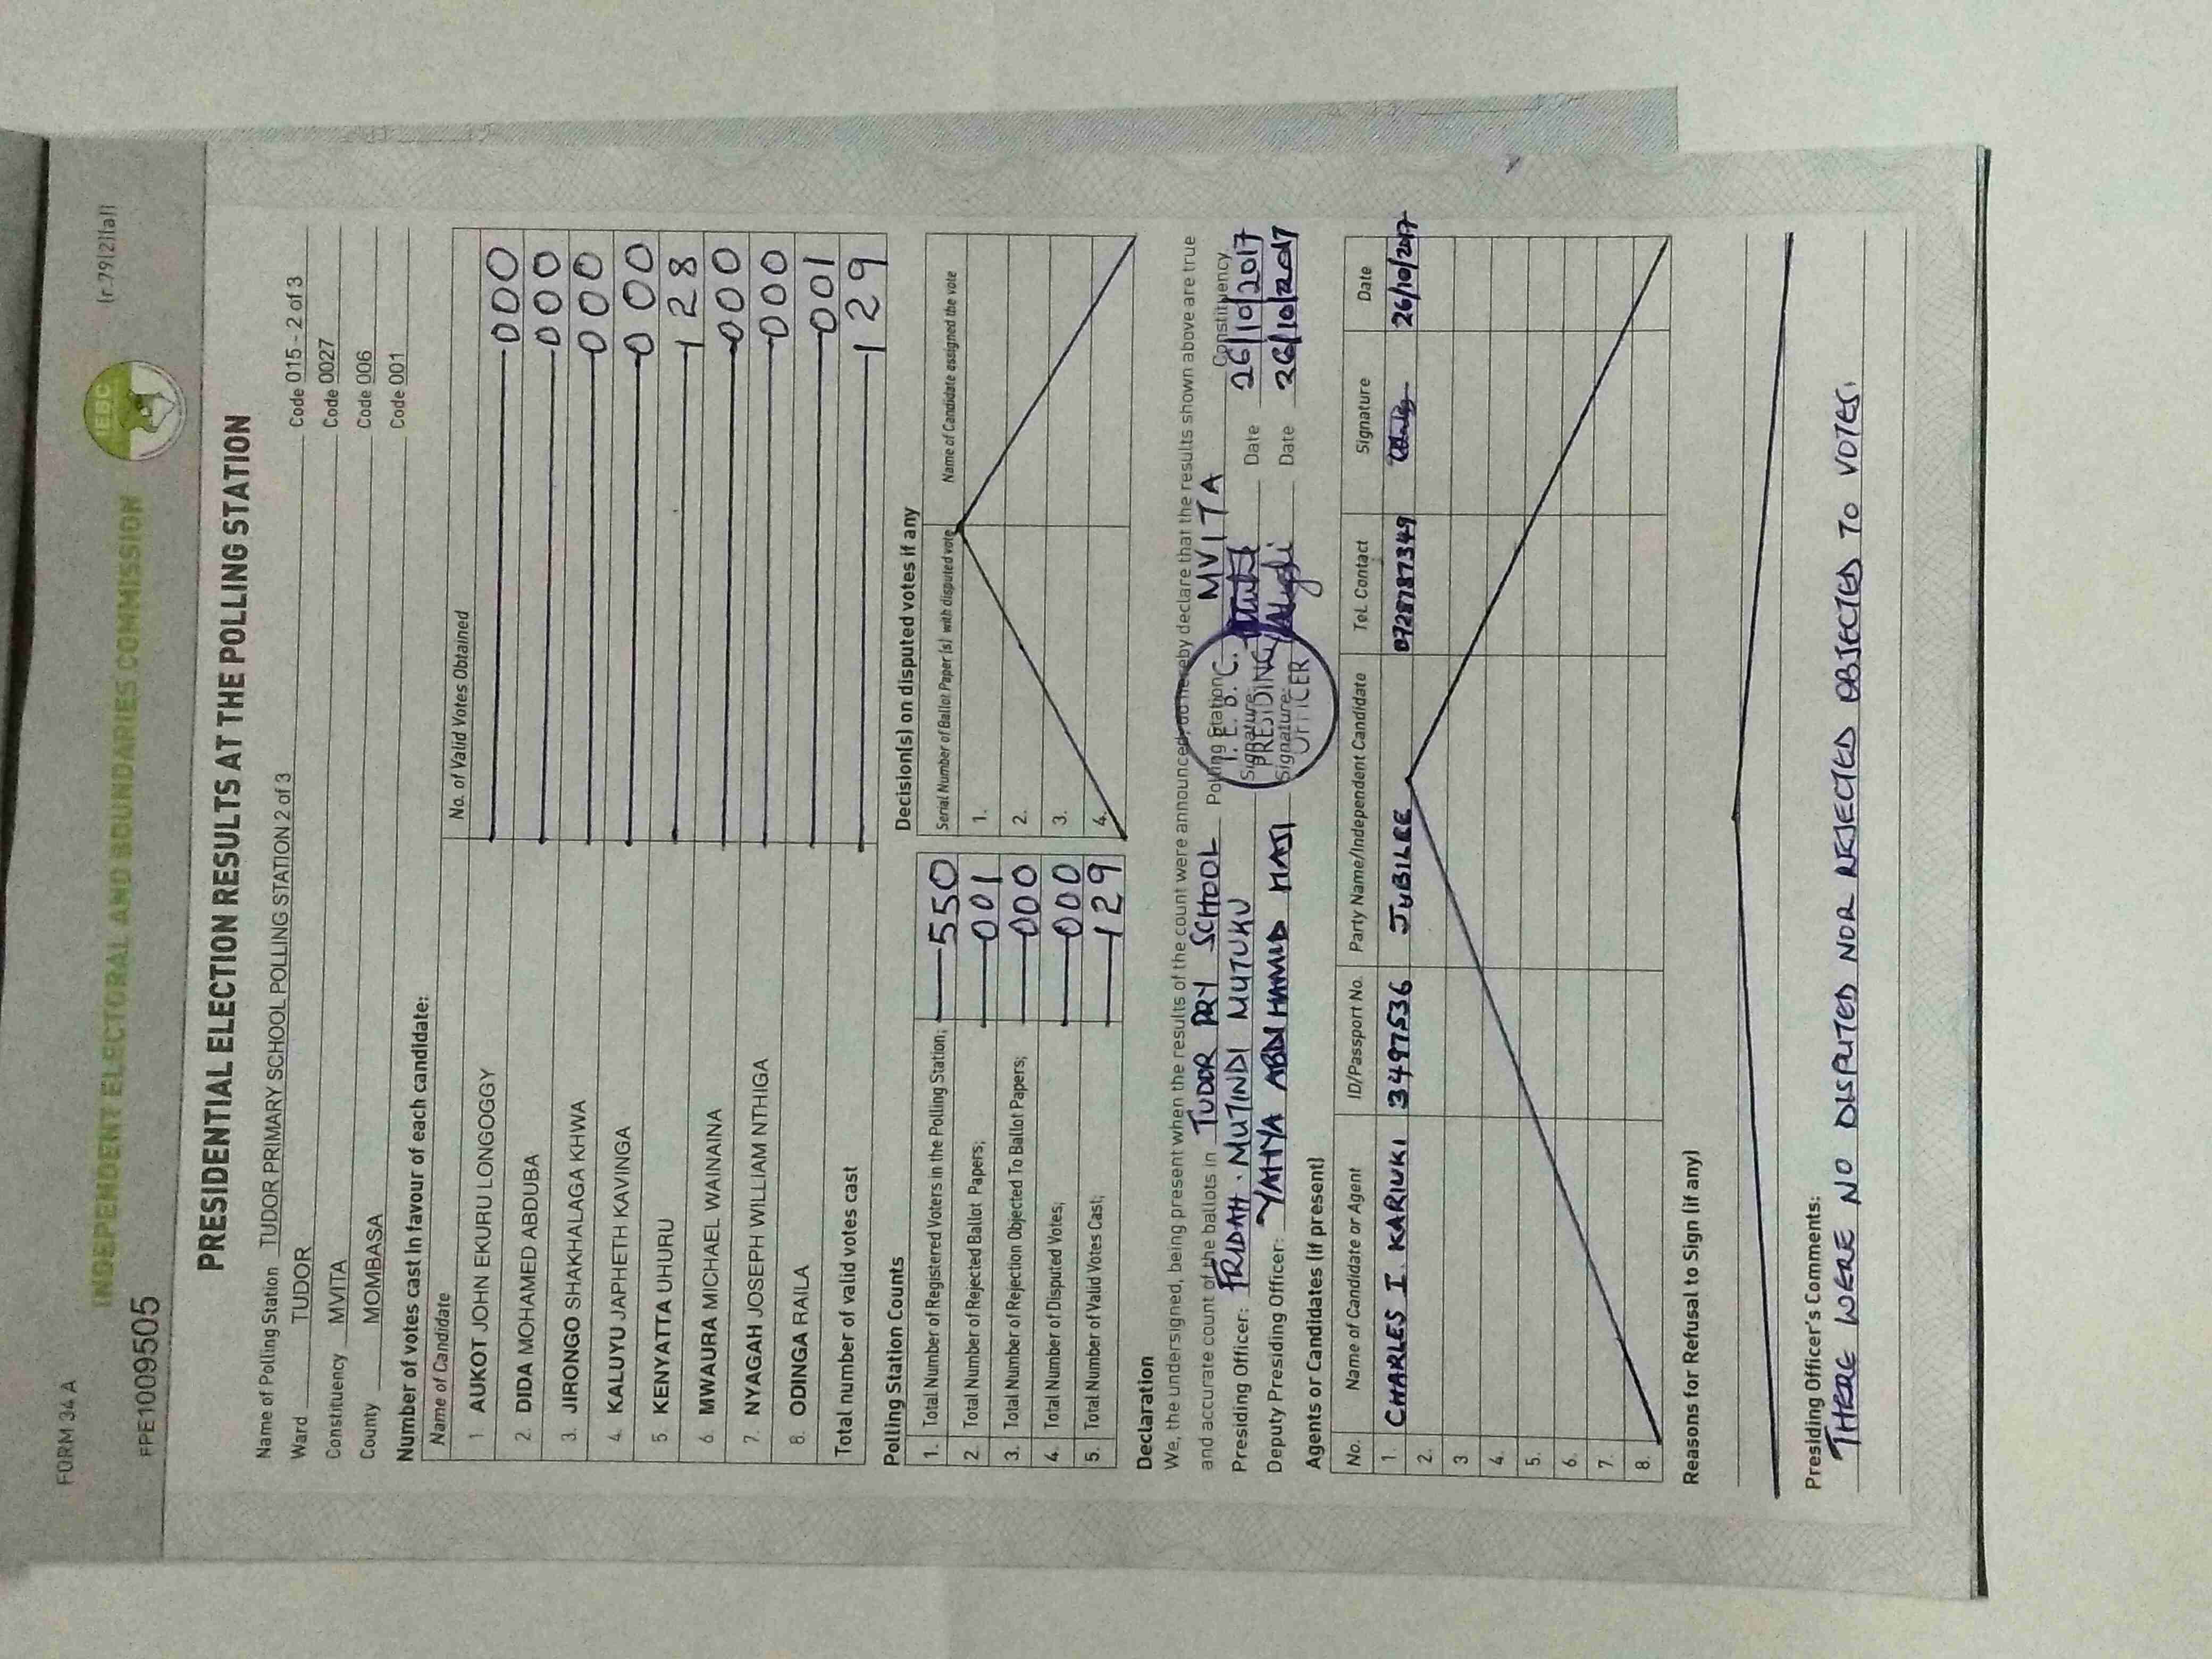 FORM 34 A
(r.79(2)(a))
INDEPENDENT ELECTORAL AND BOUNDARIES COMMISSION
IEBC
FPE1009505
PRESIDENTIAL ELECTION RESULTS AT THE POLLING STATION
Name of Polling Station TUDOR PRIMARY SCHOOL POLLING STATION 2 of 3 Code 015 - 2 of 3
Ward TUDOR Code 0027
Constituency MVITA Code 006
County MOMBASA Code 001
Number of votes cast in favour of each candidate:
Name of Candidate No. of Valid Votes Obtained
1 AUKOT JOHN EKURU LONGOGGY 000
2. DIDA MOHAMED ABDUBA 000
3. JIRONGO SHAKHALAGA KHWA 000
4. KALUYU JAPHETH KAVINGA 000
5. KENYATTA UHURU 128
6. MWAURA MICHAEL WAINAINA 000
7. NYAGAH JOSEPH WILLIAM NTHIGA 000
8. ODINGA RAILA 001
Total number of valid votes cast 129
Polling Station Counts
1. Total Number of Registered Voters in the Polling Station; 550
2. Total Number of Rejected Ballot Papers; 001
3. Total Number of Rejection Objected To Ballot Papers; 000
4. Total Number of Disputed Votes; 000
5. Total Number of Valid Votes Cast; 129
Decision(s) on disputed votes if any
Serial Number of Ballot Paper (s) with disputed vote Name of Candidate assigned the vote
1.
2.
3.
4.
Declaration
We, the undersigned, being present when the results of the count were announced, do hereby declare that the results shown above are true
and accurate count of the ballots in TUDOR PRY SCHOOL Polling Station MVITA Constituency
Presiding Officer: FRIDAH . MUTINDI MUTUKU Signature: Date 26/10/2017
Deputy Presiding Officer: YAHYA ABDI HAMID HAJI Signature: Date 26/10/2017
I. E. B. C.
PRESIDING
OFFICER
Agents or Candidates (if present)
No. Name of Candidate or Agent ID/Passport No. Party Name/Independent Candidate Tel. Contact Signature Date
1. CHARLES I. KARIUKI 34977536 JUBILEE 0728787349 26/10/2017
2.
3
4.
5.
6.
7.
8.
Reasons for Refusal to Sign (if any)
Presiding Officer's Comments:
THERE WERE NO DISPUTED NOR REJECTED OBJECTED TO VOTES.